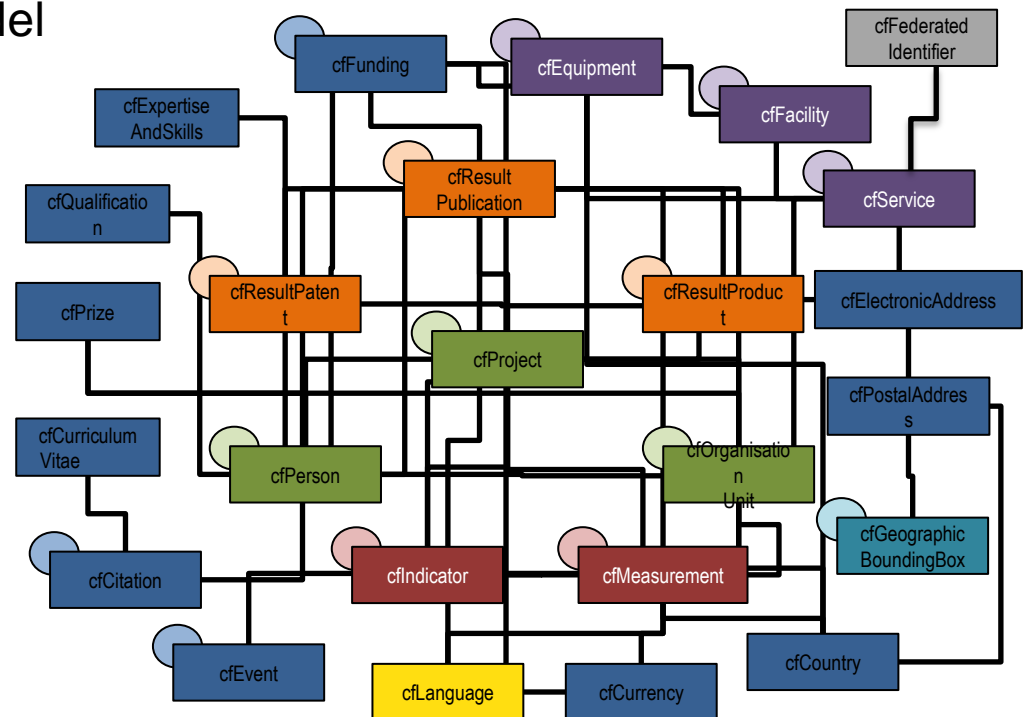 del
cfFederated
Identifier
cfFunding
cfEquipment
cfExpertise
AndSkills
cfFacility
cfResult
Publication
cfQualificatio
n
cfService
cfResultPaten
t
cfResultProduc
t
cfElectronicAddress
cfPrize
cfProject
cfPostalAddres
s
cfCurriculum
Vitae
cfPerson
cfOrganisatio
n
Unit
cfGeographic
BoundingBox
cfCitation
cfIndicator
cfMeasurement
cfEvent
cfCountry
cfLanguage
cfCurrency